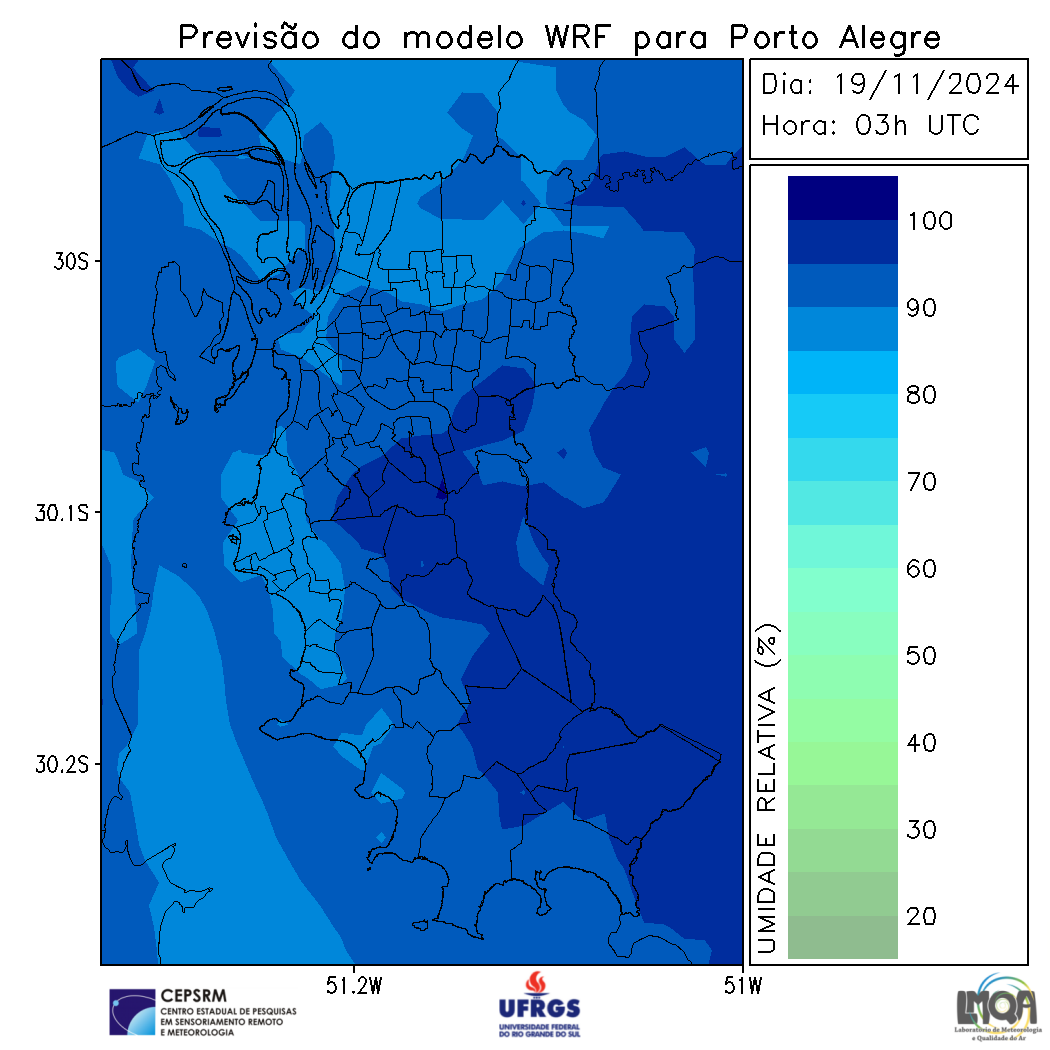 Previsão do modelo WRF para Porto Alegre
Dia: 19/11/2024
Hora: 03h UTC
30S
30.1S
30.2S
51.2W
51W
UMIDADE RELATIVA (%)
100
90
80
70
60
50
40
30
20
CEPSRM
CENTRO ESTADUAL DE PESQUISAS
EM SENSORIAMENTO REMOTO
E METEOROLOGIA
UFRGS
UNIVERSIDADE FEDERAL
DO RIO GRANDE DO SUL
LMQA
Laboratório de Meteorologia
e Qualidade do Ar